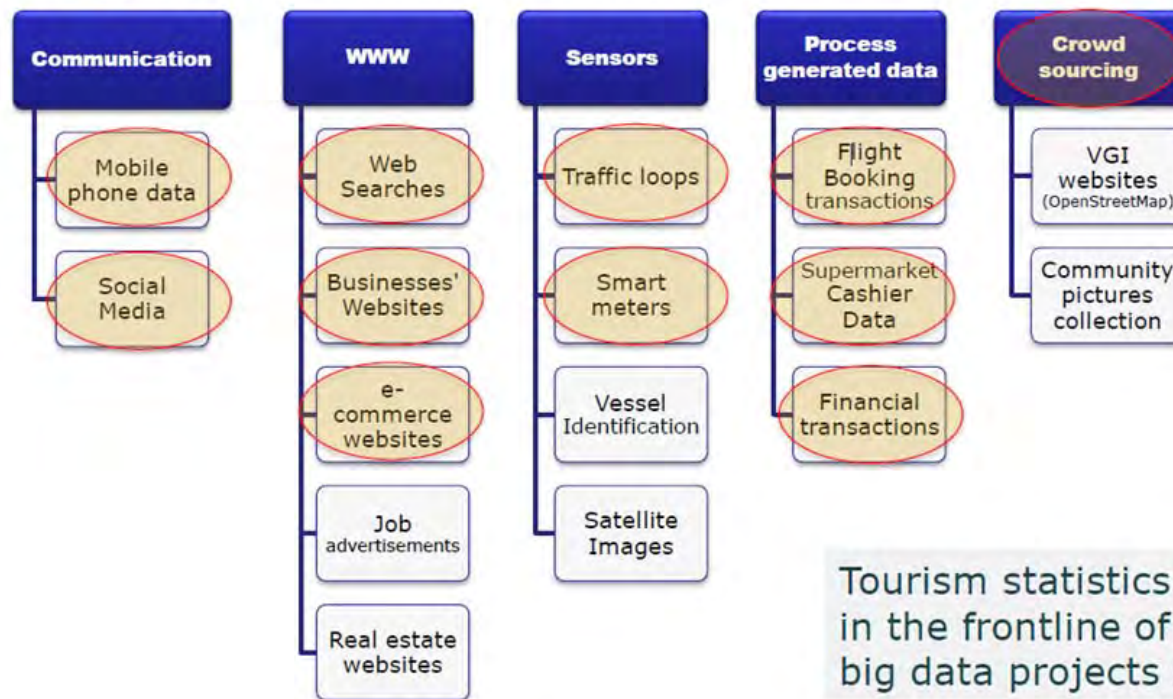 Communication
Mobile
phone data
Social
Media
WWW
Web
Searches
Businesses'
Websites
e-
commerce
websites
Job
advertisements
Real estate
websites
Sensors
Traffic loops
Smart
meters
Vessel
Identification
Satellite
Images
Process
generated data
Flight
Booking
transactions
Supermarket
Cashier
Data
Financial
transactions
Crowd
sourcing
VGI
websites
(OpenStreetMap)
Community
pictures
collection
Tourism statistics
in the frontline of
big data projects